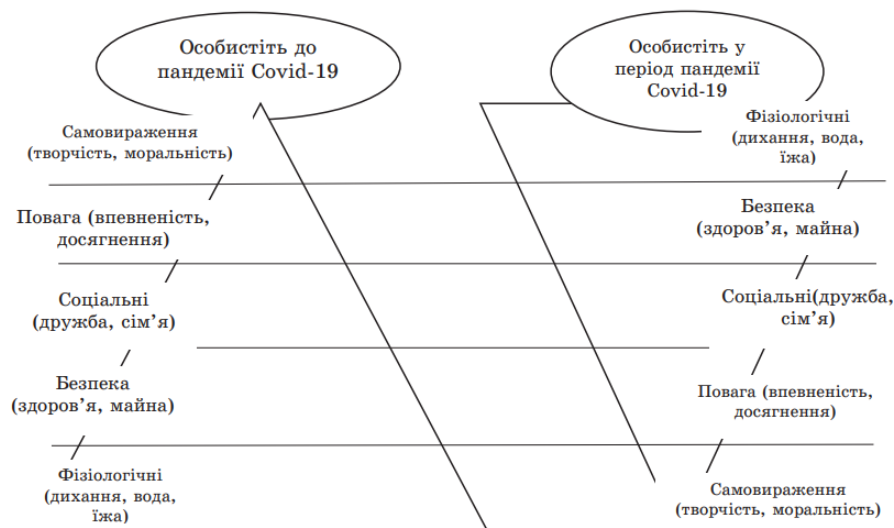 Особистіть до
пандемії Covid-19
Особистіть у
період пандемії
Covid-19
Самовираження
(творчість, моральність)
Фізіологічні
(дихання, вода,
їжа)
Повага (впевненість,
досягнення)
Безпека
(здоров’я, майна)
Соціальні
(дружба, сім’я)
Соціальні(дружба,
сім’я)
Безпека
(здоров’я, майна)
Повага (впевненість,
досягнення)
Фізіологічні
(дихання, вода,
їжа)
Самовираження
(творчість, моральність)